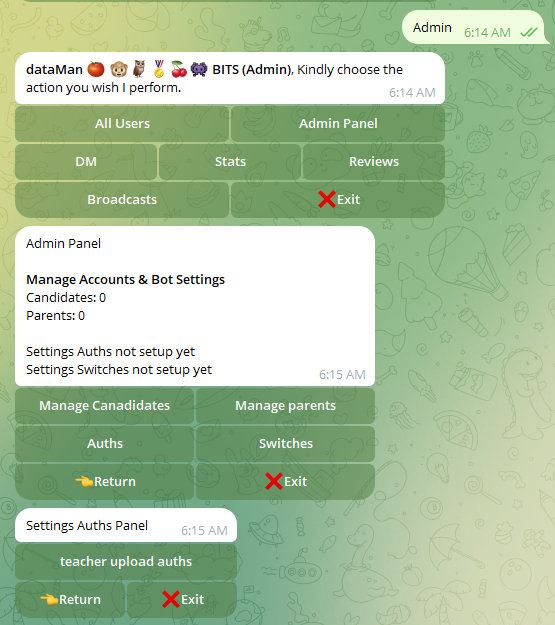 Admin
6:14 AM
dataMan 🍅 🐵 🦉 🏅 🍒 👾 BITS (Admin), Kindly choose the
action you wish I perform.
6:14 AM
All Users Admin Panel
DM Stats Reviews
Broadcasts ❌Exit
Admin Panel
Manage Accounts & Bot Settings
Candidates: 0
Parents: 0
Settings Auths not setup yet
Settings Switches not setup yet
6:15 AM
Manage Canadidates Manage parents
Auths Switches
👈Return ❌Exit
Settings Auths Panel
6:15 AM
teacher upload auths
👈Return ❌Exit